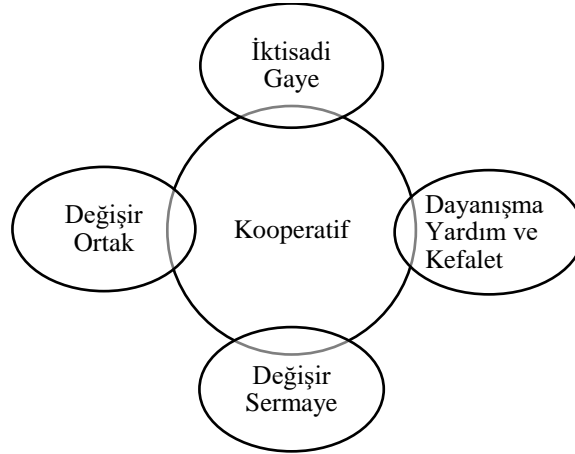 İktisadi
Gaye
Değişir
Ortak
Kooperatif
Dayanışma
Yardım ve
Kefalet
Değişir
Sermaye